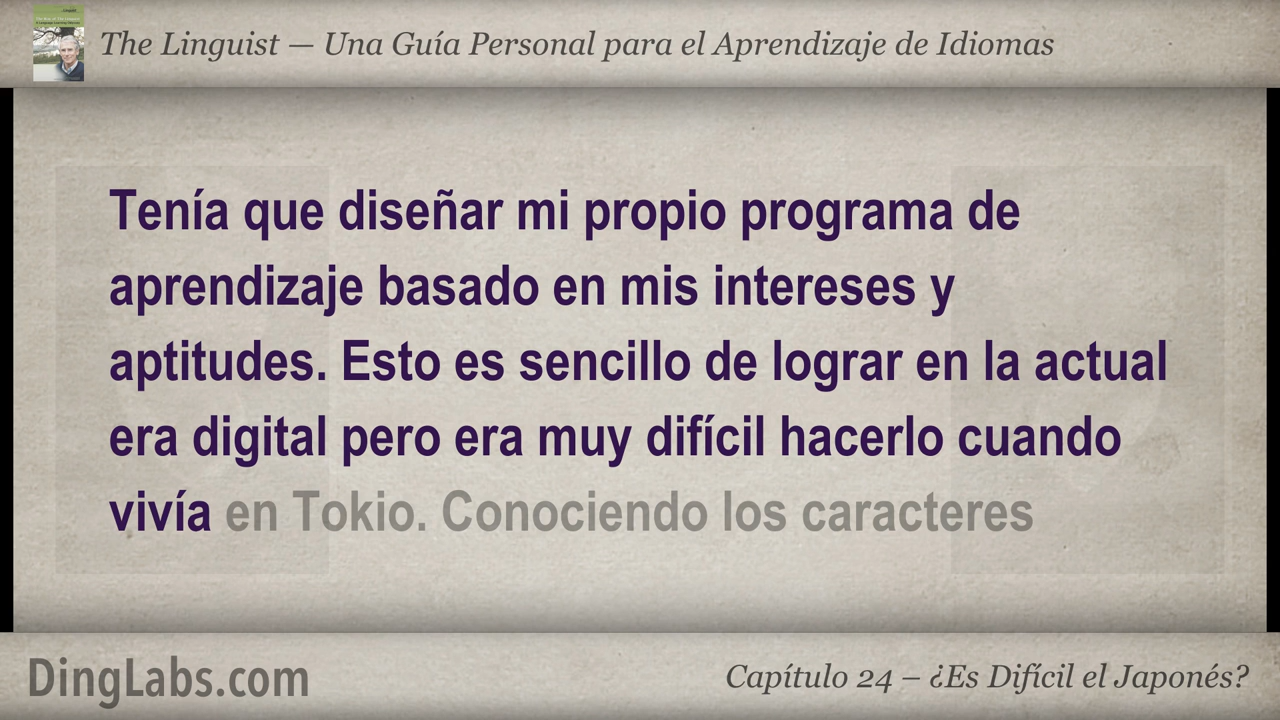 The Linguist — Una Guía Personal para el Aprendizaje de Idiomas
Tenía que diseñar mi propio programa de
aprendizaje basado en mis intereses y
aptitudes. Esto es sencillo de lograr en la actual
era digital pero era muy difícil hacerlo cuando
vivía en Tokio. Conociendo los caracteres
DingLabs.com
Capítulo 24 – ¿Es Difícil el Japonés?